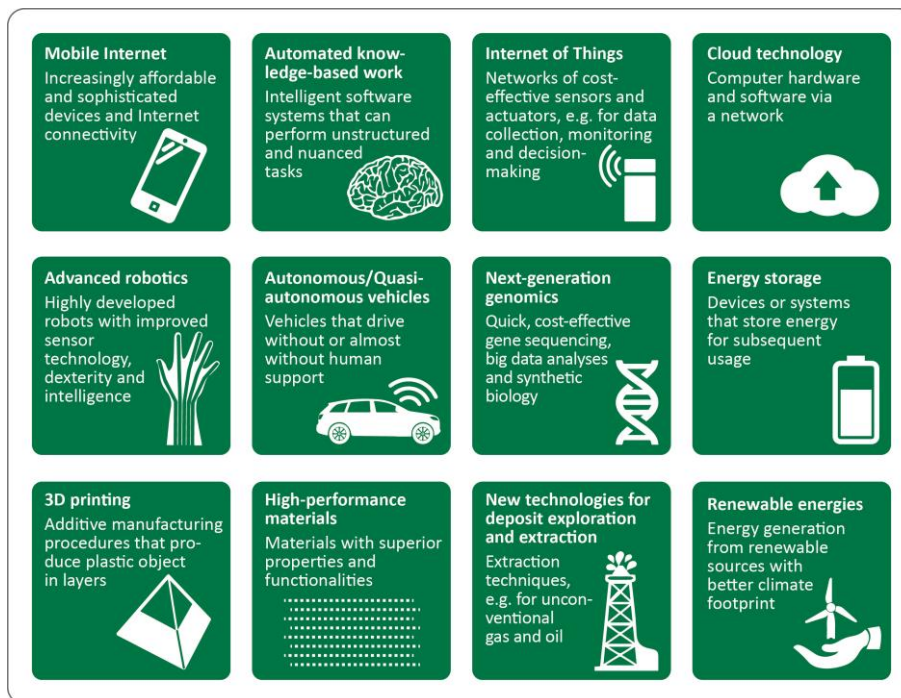 Mobile Internet
Increasingly affordable
and sophisticated
devices and Internet
connectivity
Automated know-
ledge-based work
Intelligent software
systems that can
perform unstructured
and nuanced
tasks
Internet of Things
Networks of cost-
effective sensors and
actuators, e.g. for data
collection, monitoring
and decision-
making
Cloud technology
Computer hardware
and software via
a network
Advanced robotics
Highly developed
robots with improved
sensor
technology,
dexterity and
intelligence
Autonomous/Quasi-
autonomous vehicles
Vehicles that drive
without or almost
without human
support
Next-generation
genomics
Quick, cost-effective
gene sequencing,
big data analyses
and synthetic
biology
Energy storage
Devices or systems
that store energy
for subsequent
usage
3D printing
Additive manufacturing
procedures that pro-
duce plastic object
in layers
High-performance
materials
Materials with superior
properties and
functionalities
New technologies for
deposit exploration
and extraction
Extraction
techniques,
e.g. for uncon-
ventional
gas and oil
Renewable energies
Energy generation
from renewable
sources with
better climate
footprint